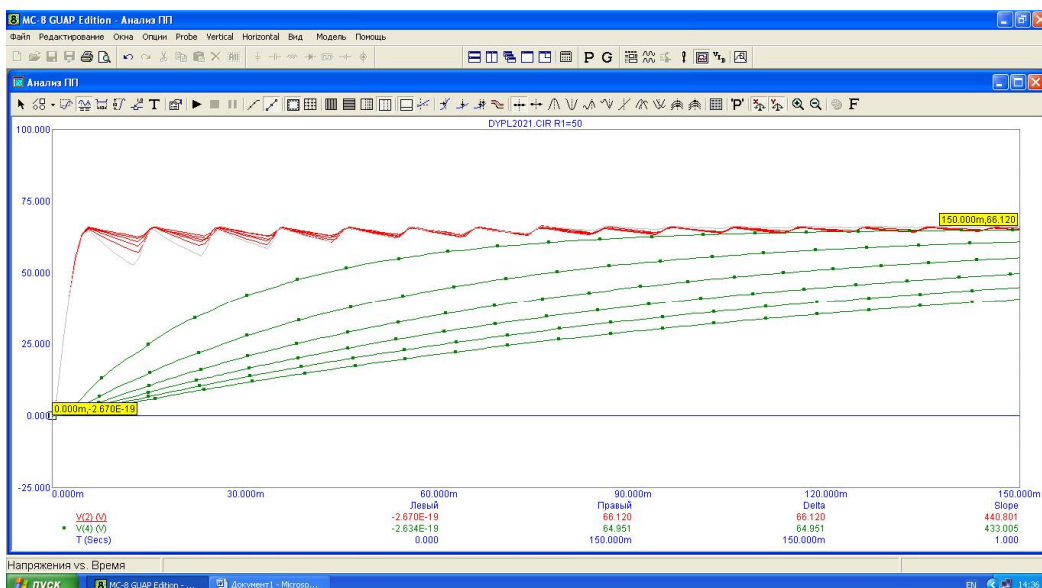 MC-8 GUAP Edition - Анализ ПП
Файл Редактирование Окна Опции Probe Vertical Horizontal Вид Модель Помощь
P G
Анализ ПП
T 'P' F
DYPL2021.CIR R1=50
100.000
75.000
150.000m,66.120
50.000
25.000
0.000m,-2.670E-19
0.000
-25.000
0.000m 30.000m 60.000m 90.000m 120.000m 150.000m
Левый Правый Delta Slope
V(2) (V) -2.670E-19 66.120 66.120 440.801
V(4) (V) -2.634E-19 64.951 64.951 433.005
T (Secs) 0.000 150.000m 150.000m 1.000
Напряжения vs. Время
пуск MC-8 GUAP Edition - ... Документ1 - Microso... EN 14:36